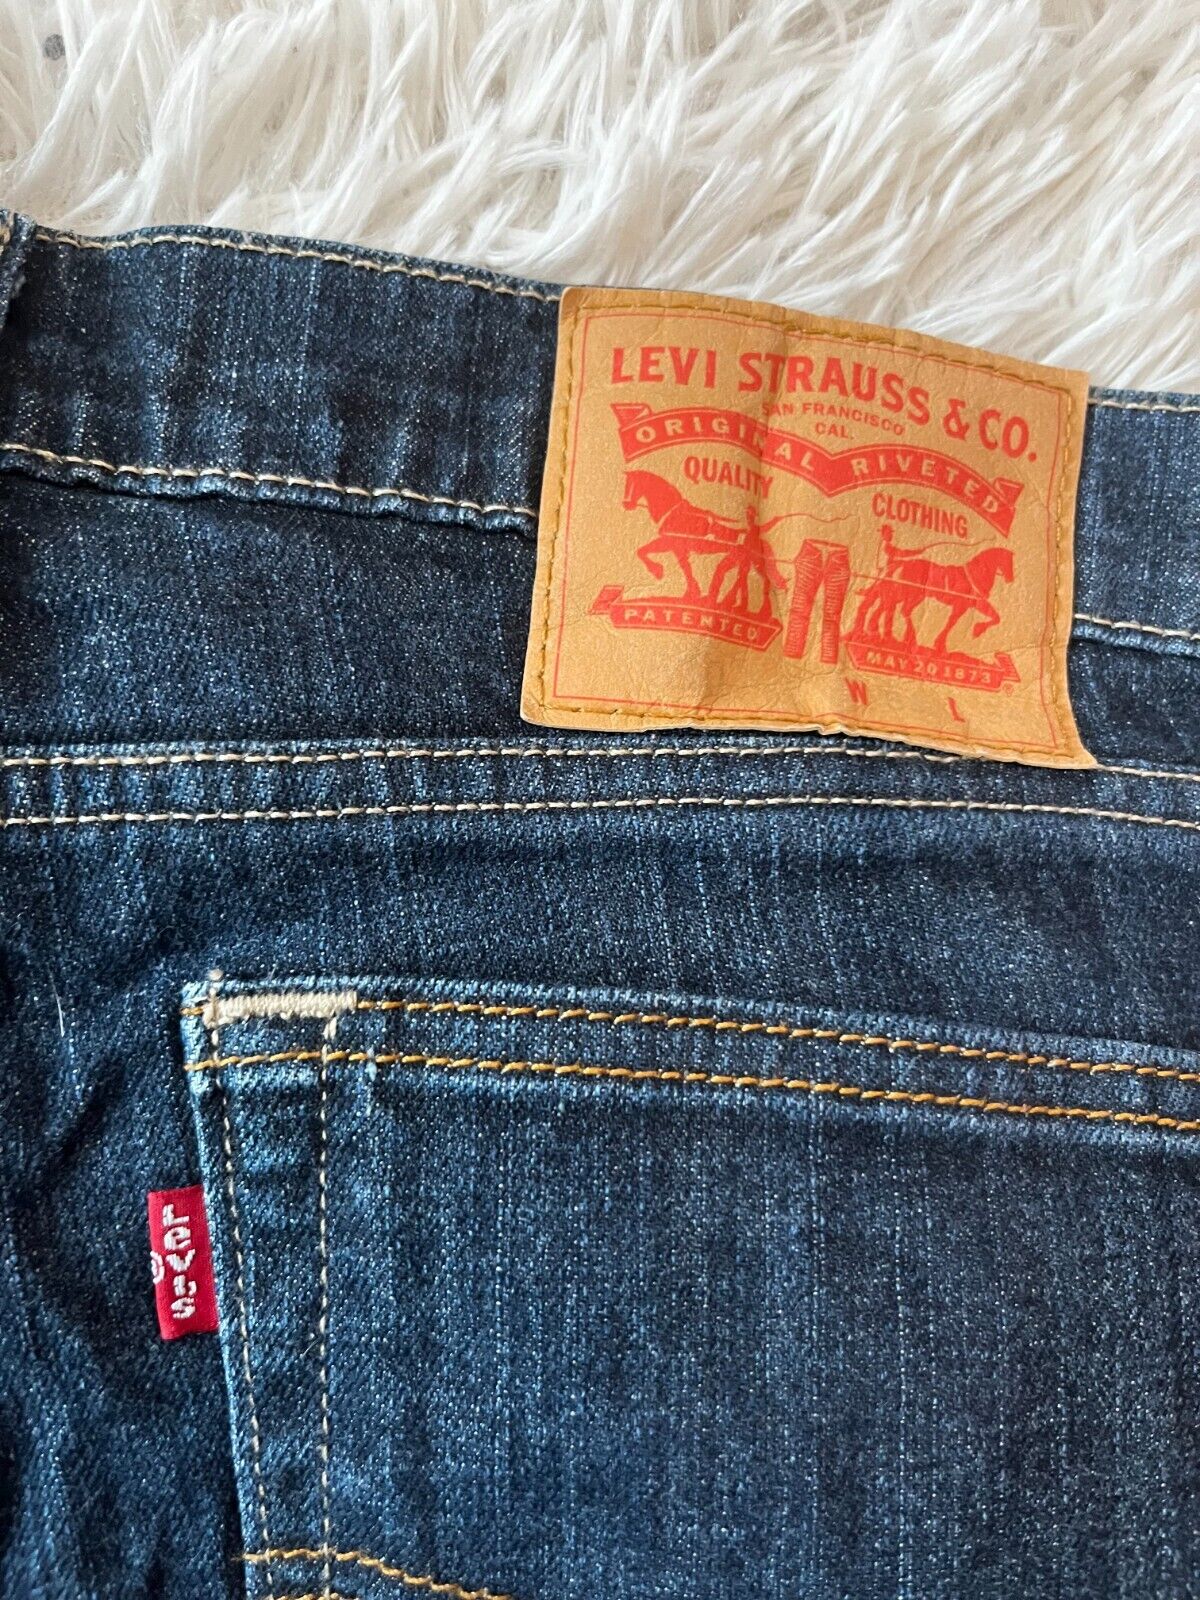 LEVI STRAUSS & CO.
SAN FRANCISCO
CAL.
ORIGINAL RIVETED
QUALITY CLOTHING
PATENTED MAY 20 1873 ®
W L
LEVI'S ®